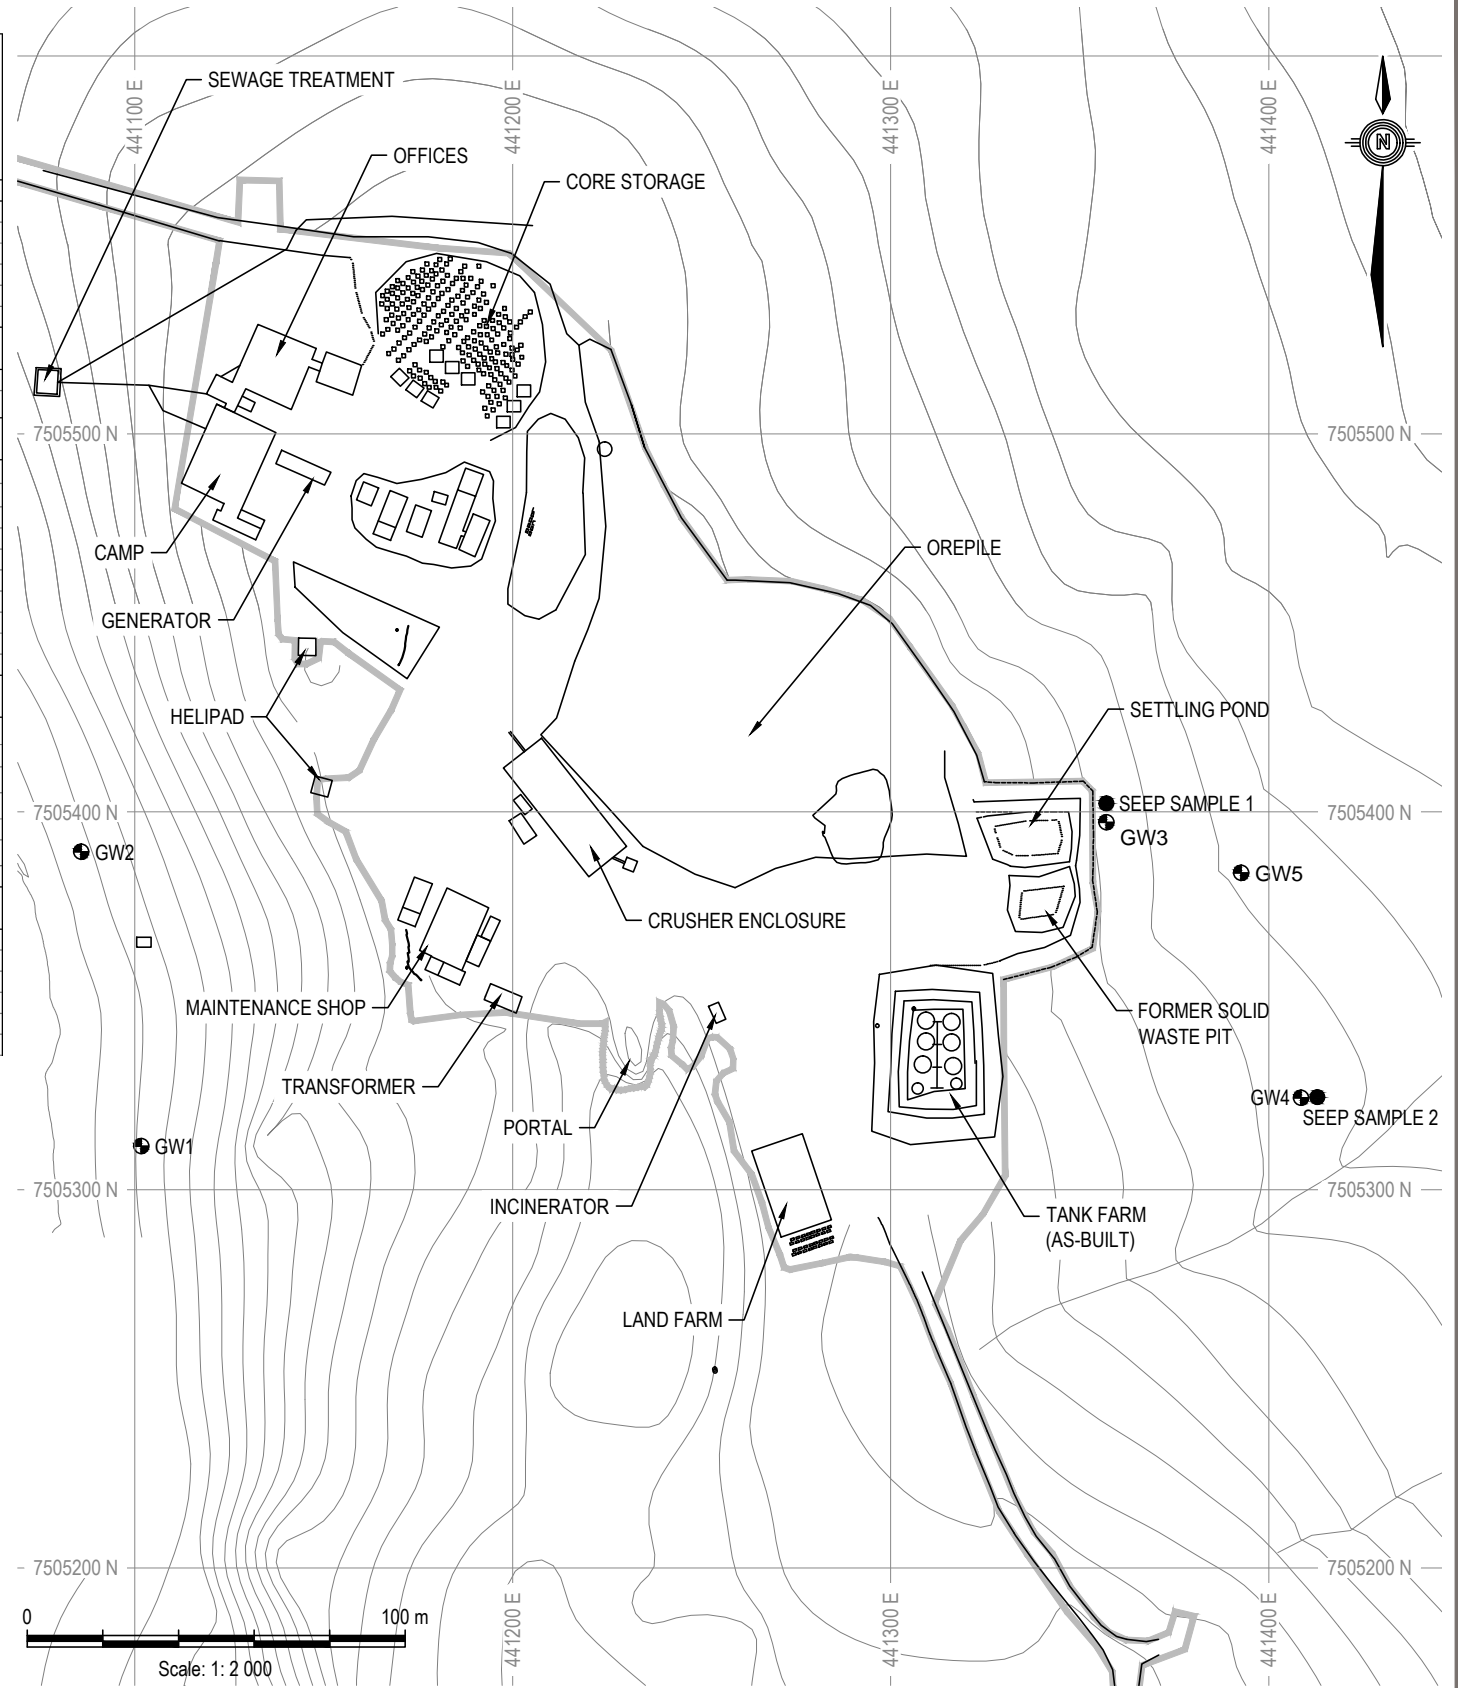 SEWAGE TREATMENT
441100 E
441200 E
441300 E
441400 E
N
OFFICES
CORE STORAGE
7505500 N
7505500 N
CAMP
OREPILE
GENERATOR
HELIPAD
SETTLING POND
7505400 N
7505400 N
SEEP SAMPLE 1
GW3
GW2
GW5
CRUSHER ENCLOSURE
MAINTENANCE SHOP
FORMER SOLID
WASTE PIT
TRANSFORMER
GW4
SEEP SAMPLE 2
PORTAL
GW1
7505300 N
7505300 N
INCINERATOR
TANK FARM
(AS-BUILT)
LAND FARM
7505200 N
7505200 N
441200 E
441300 E
441400 E
0
100 m
Scale: 1: 2 000